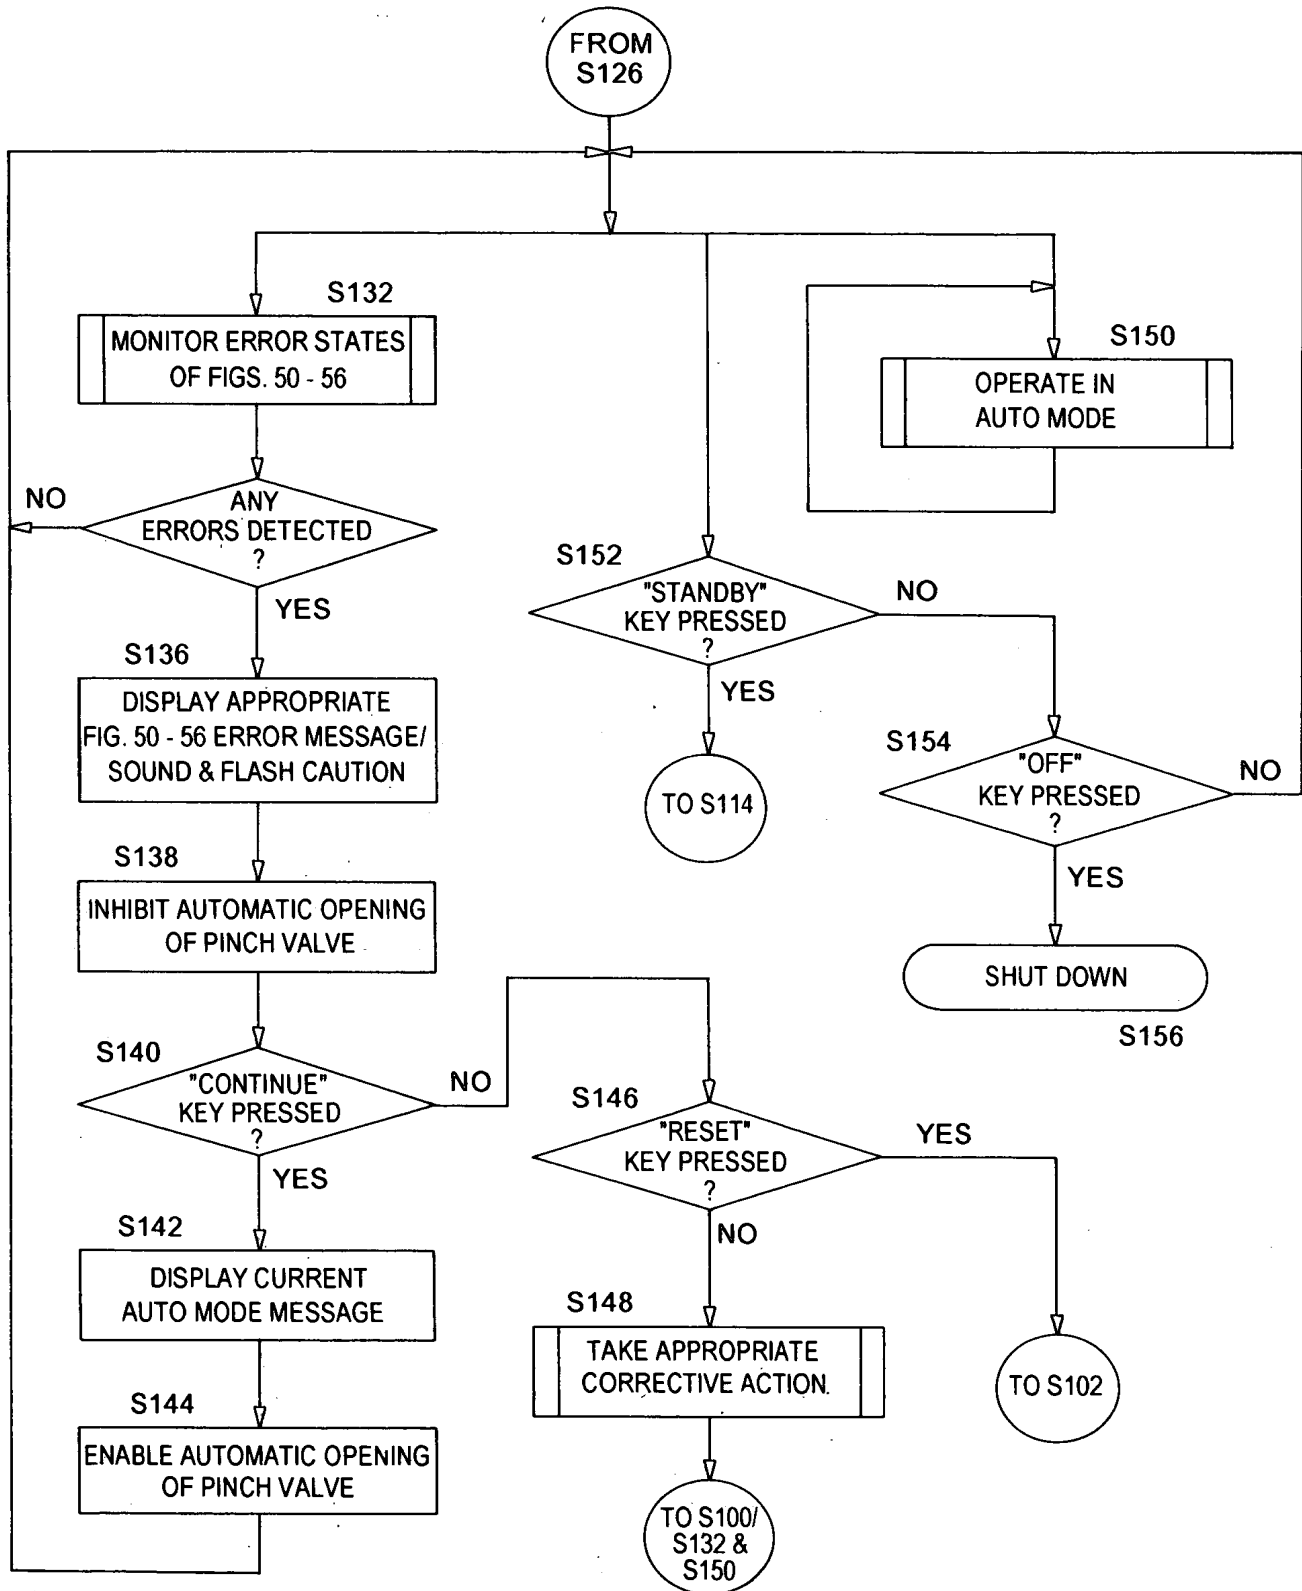 FROM
S126
S132
MONITOR ERROR STATES
OF FIGS. 50 - 56
S150
OPERATE IN
AUTO MODE
NO
ANY
ERRORS DETECTED
?
YES
S152
"STANDBY"
KEY PRESSED
?
NO
YES
S136
DISPLAY APPROPRIATE
FIG. 50 - 56 ERROR MESSAGE/
SOUND & FLASH CAUTION
TO S114
S154
"OFF"
KEY PRESSED
?
NO
YES
S138
INHIBIT AUTOMATIC OPENING
OF PINCH VALVE
SHUT DOWN
S156
S140
"CONTINUE"
KEY PRESSED
?
NO
YES
S146
"RESET"
KEY PRESSED
?
YES
NO
S142
DISPLAY CURRENT
AUTO MODE MESSAGE
S148
TAKE APPROPRIATE
CORRECTIVE ACTION.
TO S102
S144
ENABLE AUTOMATIC OPENING
OF PINCH VALVE
TO S100/
S132 &
S150